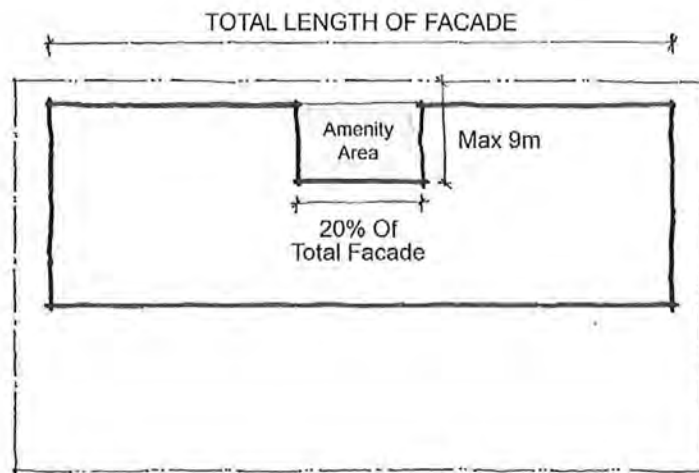 TOTAL LENGTH OF FACADE
Amenity
Area
Max 9m
20% Of
Total Facade